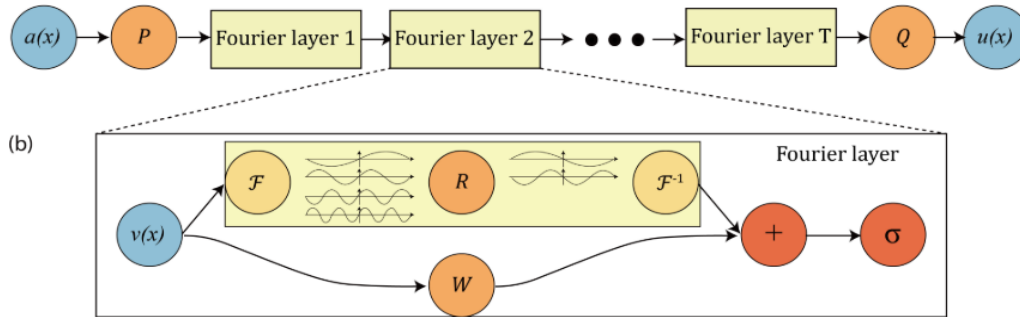 a(x) P Fourier layer 1 Fourier layer 2 Fourier layer T Q u(x)
(b)
Fourier layer
ℱ R ℱ⁻¹
v(x) + σ
W